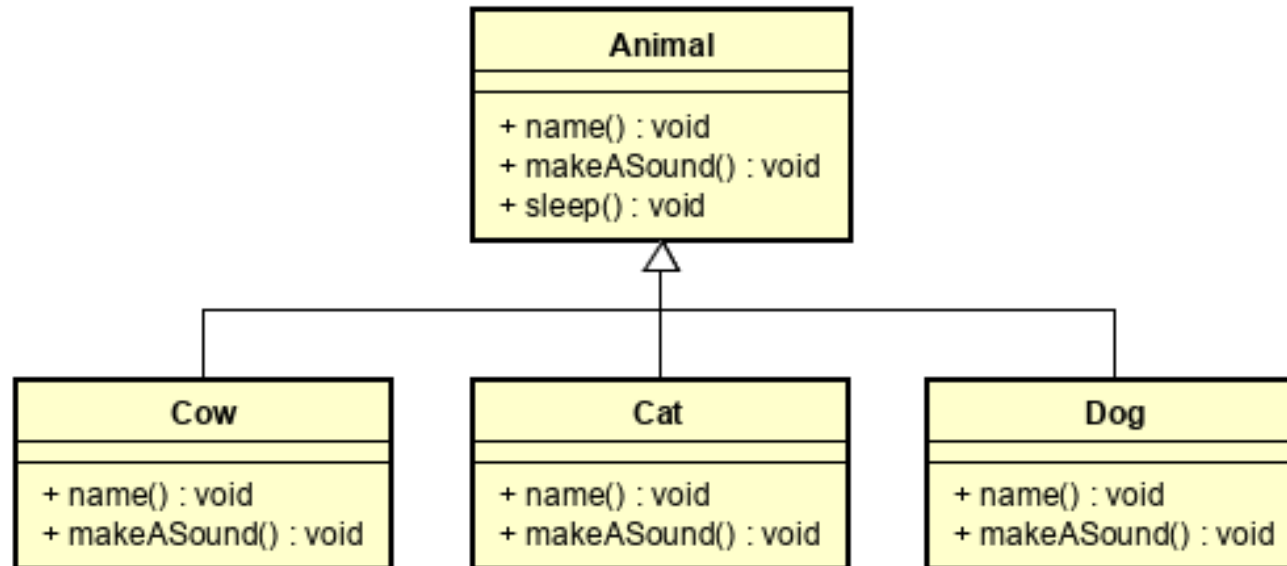 Animal
+ name() : void
+ makeASound() : void
+ sleep() : void
Cow
+ name() : void
+ makeASound() : void
Cat
+ name() : void
+ makeASound() : void
Dog
+ name() : void
+ makeASound() : void